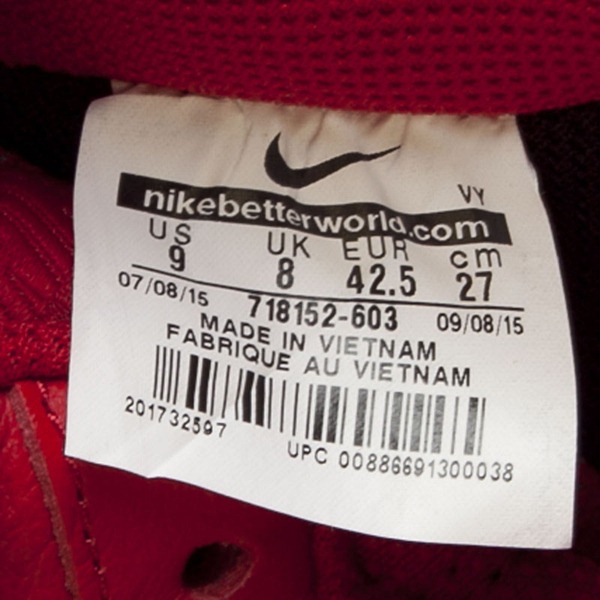 VY
nikebetterworld.com
US UK EUR cm
9 8 42.5 27
07/08/15 718152-603 09/08/15
MADE IN VIETNAM
FABRIQUE AU VIETNAM
201732597
UPC 00886691300038